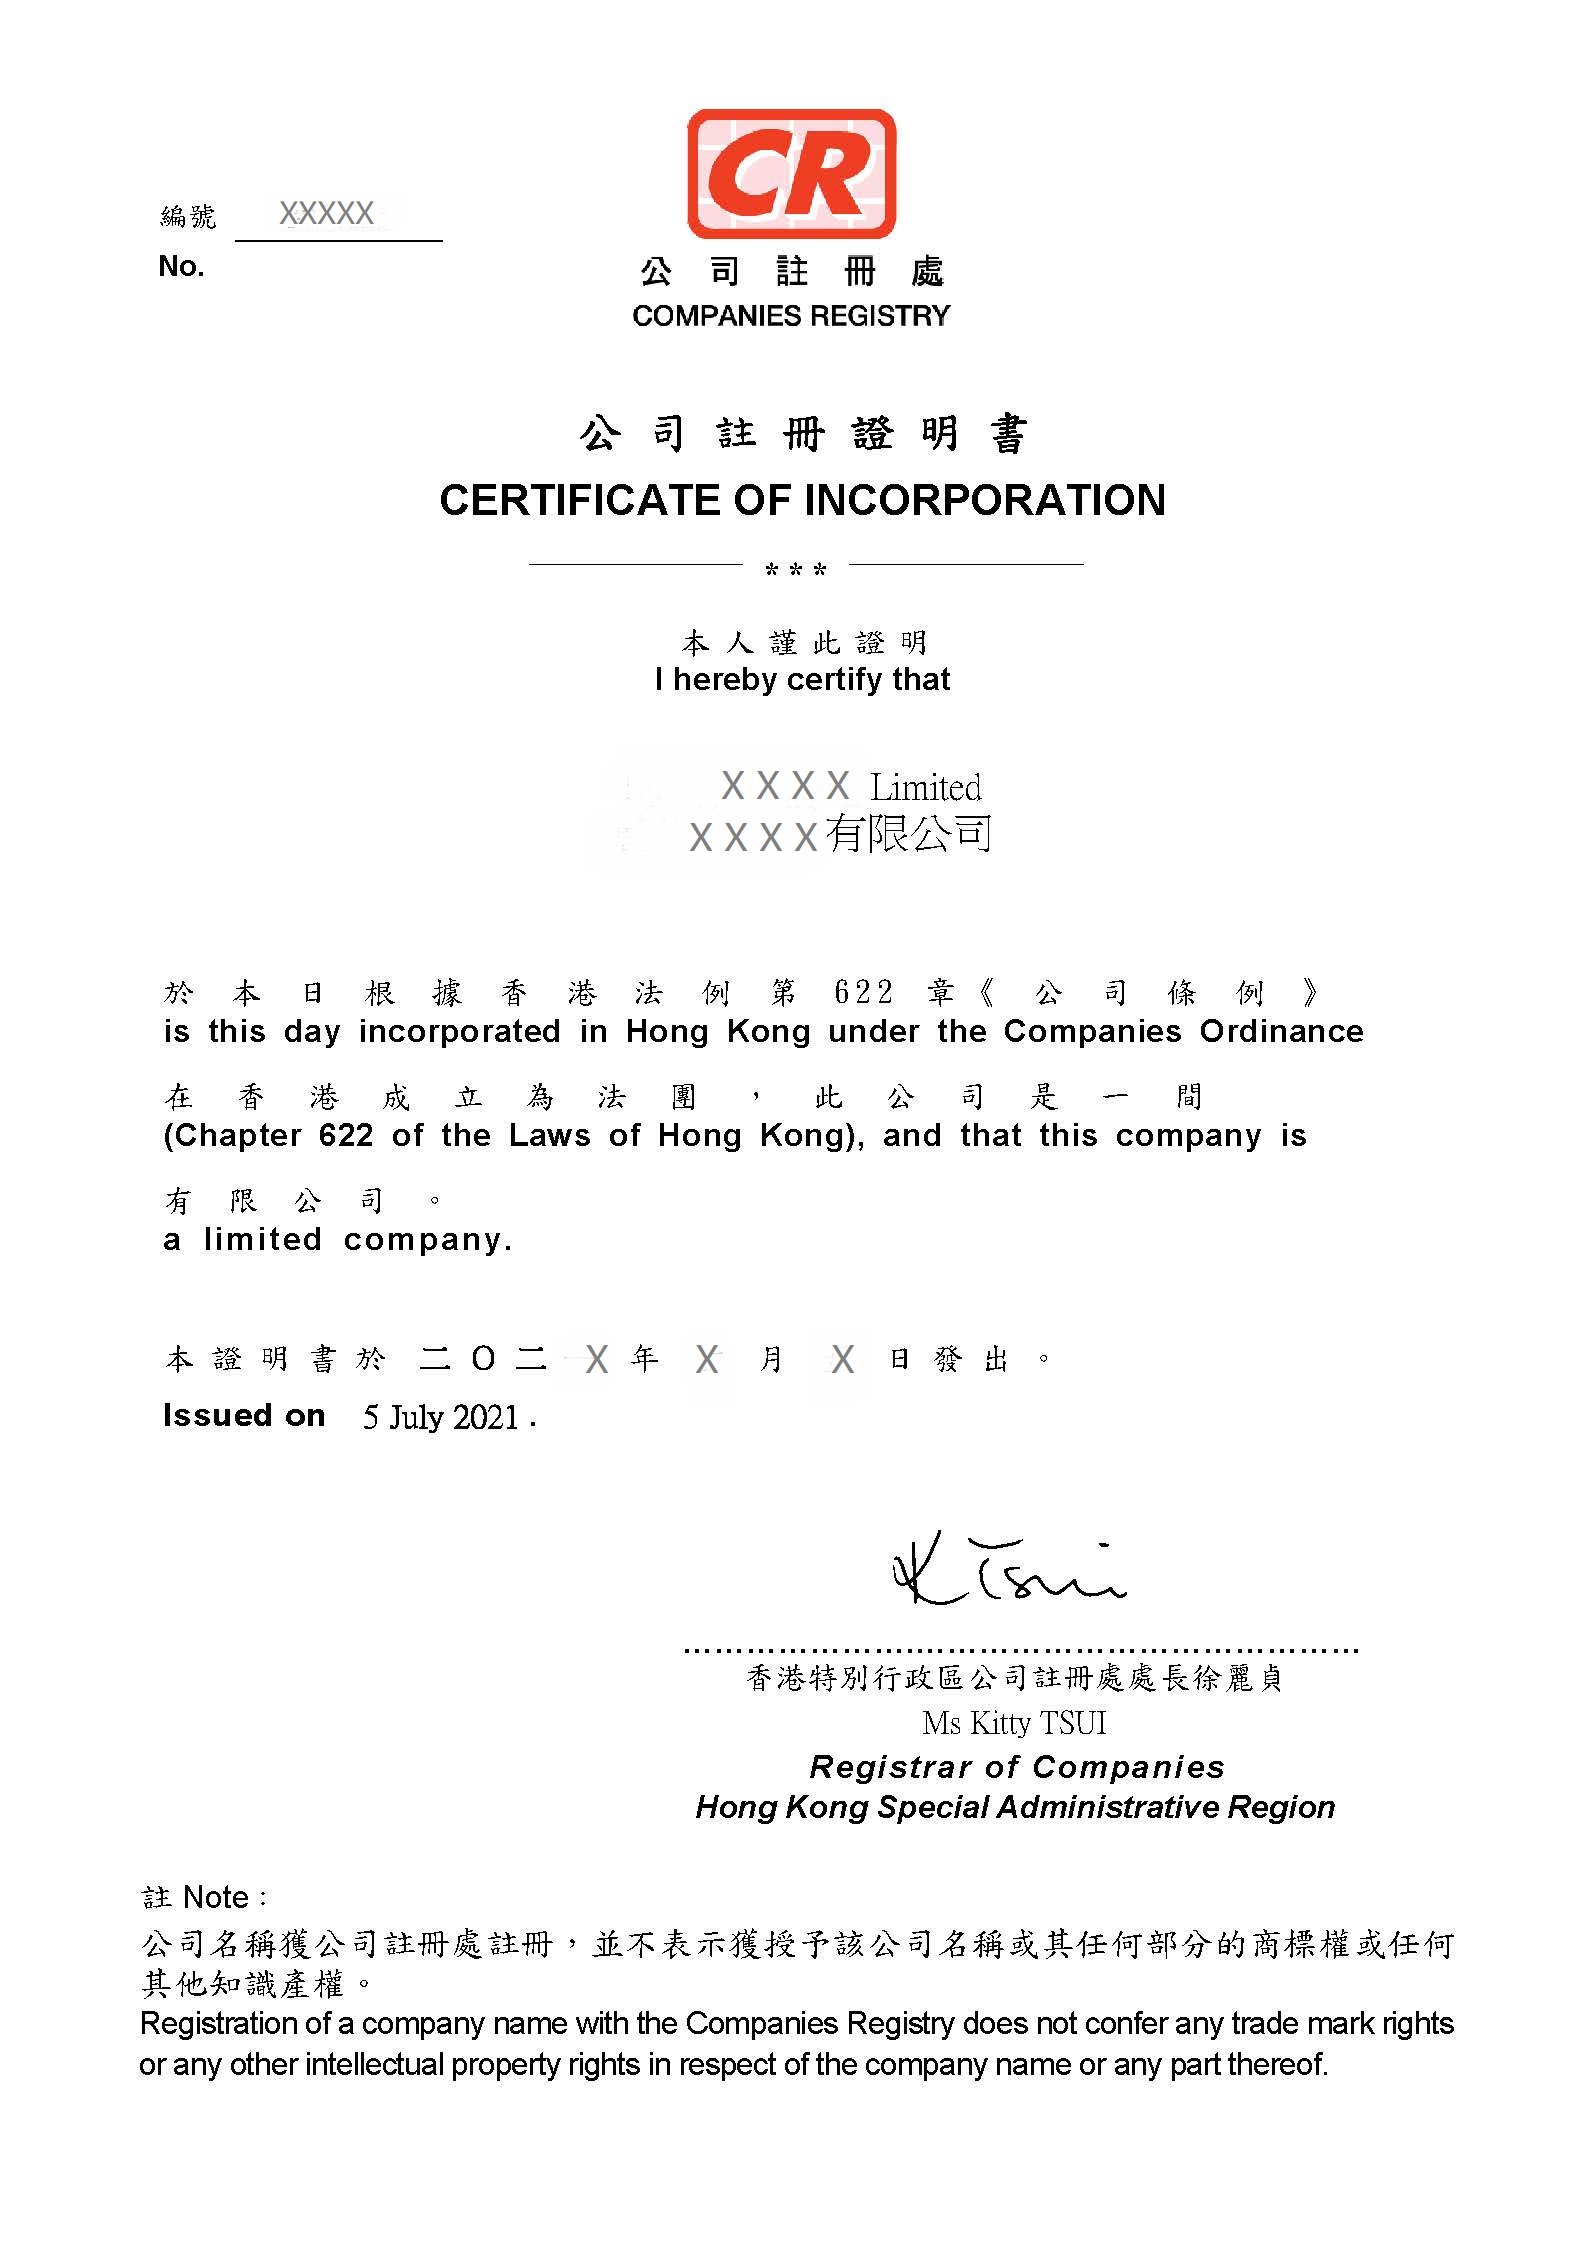 CR
公司註冊處
COMPANIES REGISTRY
編號 XXXXX
No.
公司註冊證明書
CERTIFICATE OF INCORPORATION
***
本人謹此證明
I hereby certify that
X X X X Limited
X X X X 有限公司
於本日根據香港法例第 622 章《公司條例》
is this day incorporated in Hong Kong under the Companies Ordinance
在香港成立為法團，此公司是一間
(Chapter 622 of the Laws of Hong Kong), and that this company is
有限公司。
a limited company.
本證明書於二O二X年X月X日發出。
Issued on 5 July 2021.
K Tsui
香港特別行政區公司註冊處處長徐麗貞
Ms Kitty TSUI
Registrar of Companies
Hong Kong Special Administrative Region
註 Note :
公司名稱獲公司註冊處註冊，並不表示獲授予該公司名稱或其任何部分的商標權或任何
其他知識產權。
Registration of a company name with the Companies Registry does not confer any trade mark rights
or any other intellectual property rights in respect of the company name or any part thereof.